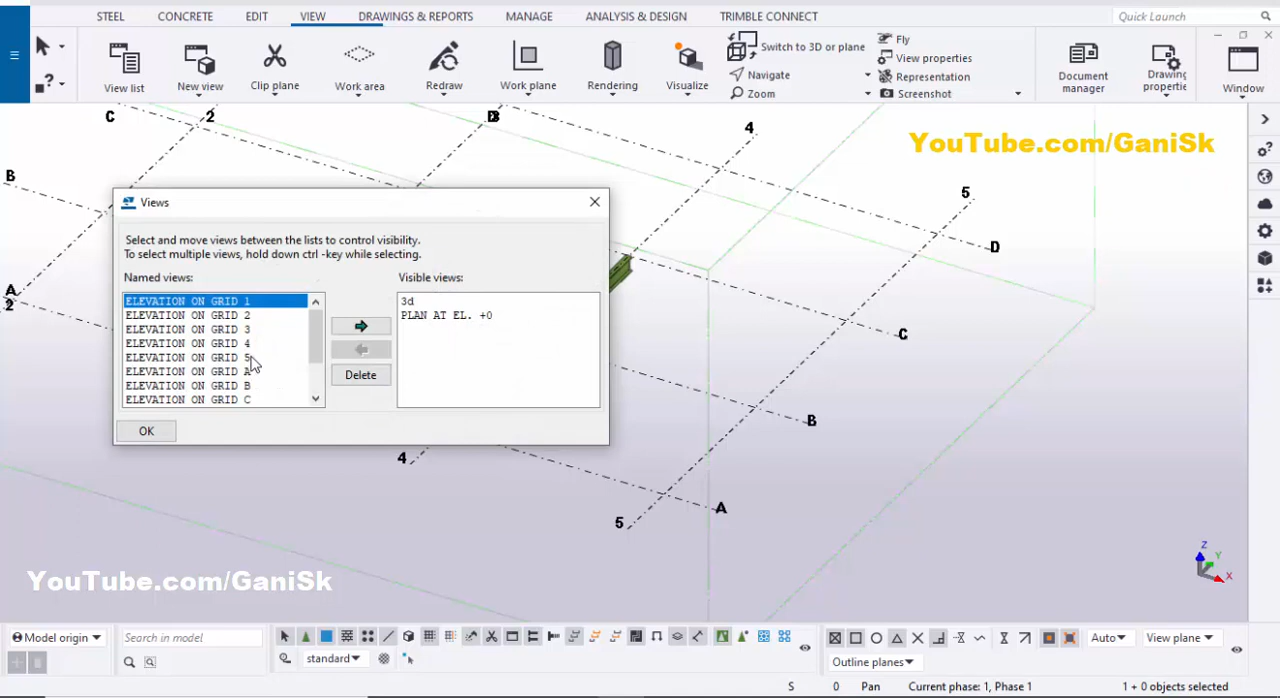 STEEL CONCRETE EDIT VIEW DRAWINGS & REPORTS MANAGE ANALYSIS & DESIGN TRIMBLE CONNECT Quick Launch
View list New view Clip plane Work area Redraw Work plane Rendering Visualize
Switch to 3D or plane
Navigate
Zoom
Fly
View properties
Representation
Screenshot
Document manager
Drawing propertie
Window
C 2 D B 4
YouTube.com/GaniSk
B
5
D
A
2
C
B
4
A
5
Views
Select and move views between the lists to control visibility.
To select multiple views, hold down ctrl -key while selecting.
Named views:
ELEVATION ON GRID 1
ELEVATION ON GRID 2
ELEVATION ON GRID 3
ELEVATION ON GRID 4
ELEVATION ON GRID 5
ELEVATION ON GRID A
ELEVATION ON GRID B
ELEVATION ON GRID C
Delete
Visible views:
3d
PLAN AT EL. +0
OK
Z
Y
X
YouTube.com/GaniSk
Model origin Search in model
standard
Auto View plane
Outline planes
S 0 Pan Current phase: 1, Phase 1 1 + 0 objects selected